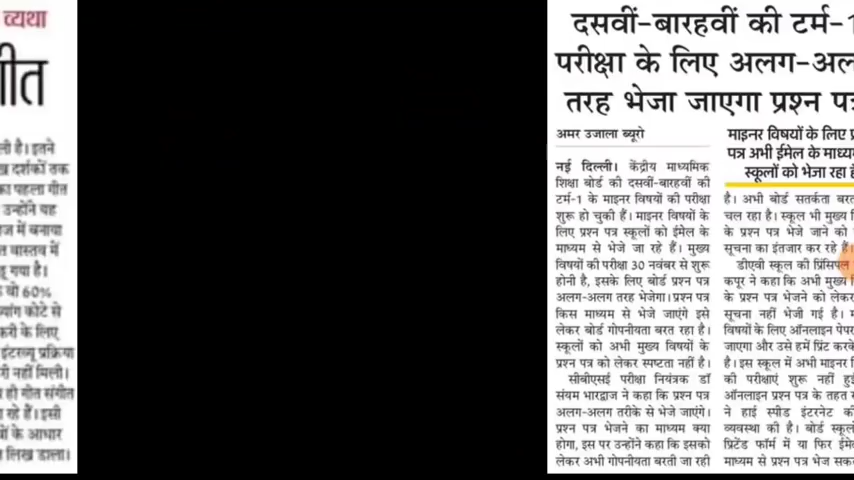 व्यथा
गीत
ली है। इतने
दर्शकों तक
का पहला गीत
उन्होंने यह
में बनाया
वास्तव में
गया है।
वो 60%
कोटे से
के लिए
इंटरव्यू प्रक्रिया
नहीं मिली।
ही गीत संगीत
रहे हैं। इसी
के आधार
लिख डाला।
दसवीं-बारहवीं की टर्म-1
परीक्षा के लिए अलग-अल
तरह भेजा जाएगा प्रश्न पत्र
अमर उजाला ब्यूरो
नई दिल्ली। केंद्रीय माध्यमिक
शिक्षा बोर्ड की दसवीं-बारहवीं की
टर्म-1 के माइनर विषयों की परीक्षा
शुरू हो चुकी हैं। माइनर विषयों के
लिए प्रश्न पत्र स्कूलों को ईमेल के
माध्यम से भेजे जा रहे हैं। मुख्य
विषयों की परीक्षा 30 नवंबर से शुरू
होनी है, इसके लिए बोर्ड प्रश्न पत्र
अलग-अलग तरह भेजेगा। प्रश्न पत्र
किस माध्यम से भेजे जाएंगे इसे
लेकर बोर्ड गोपनीयता बरत रहा है।
स्कूलों को अभी मुख्य विषयों के
प्रश्न पत्र को लेकर स्पष्टता नहीं है।
सीबीएसई परीक्षा नियंत्रक डॉ
संयम भारद्वाज ने कहा कि प्रश्न पत्र
अलग-अलग तरीके से भेजे जाएंगे।
प्रश्न पत्र भेजने का माध्यम क्या
होगा, इस पर उन्होंने कहा कि इसको
लेकर अभी गोपनीयता बरती जा रही
माइनर विषयों के लिए प्र
पत्र अभी ईमेल के माध्यम
स्कूलों को भेजा रहा है
है। अभी बोर्ड सतर्कता बरत
चल रहा है। स्कूल भी मुख्य
के प्रश्न पत्र भेजे जाने को
सूचना का इंतजार कर रहे हैं।
डीएवी स्कूल की प्रिंसिपल
कपूर ने कहा कि अभी मुख्य
के प्रश्न पत्र भेजने को लेकर
सूचना नहीं भेजी गई है।
विषयों के लिए ऑनलाइन पेपर
जाएगा और उसे हमें प्रिंट करके
है। इस स्कूल में अभी माइनर
की परीक्षाएं शुरू नहीं हुई
ऑनलाइन प्रश्न पत्र के तहत
ने हाई स्पीड इंटरनेट की
व्यवस्था की है। बोर्ड स्कूल
प्रिटेंड फॉर्म में या फिर ईमे
माध्यम से प्रश्न पत्र भेज सक